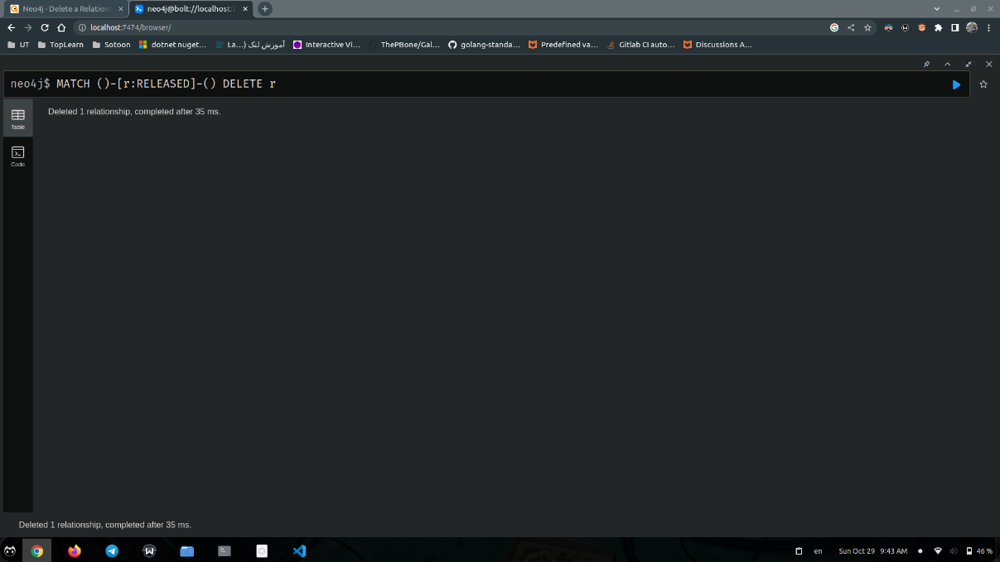 Neo4j - Delete a Relation
neo4j@bolt://localhost:7
localhost:7474/browser/
UT TopLearn Sotoon dotnet nuget... La...( آموزش لتک Interactive Vi... ThePBone/Gal... golang-standa... Predefined va... Gitlab CI auto... Discussions A...
neo4j$ MATCH ()-[r:RELEASED]-() DELETE r
Table
Deleted 1 relationship, completed after 35 ms.
Code
Deleted 1 relationship, completed after 35 ms.
en Sun Oct 29 9:43 AM 46 %